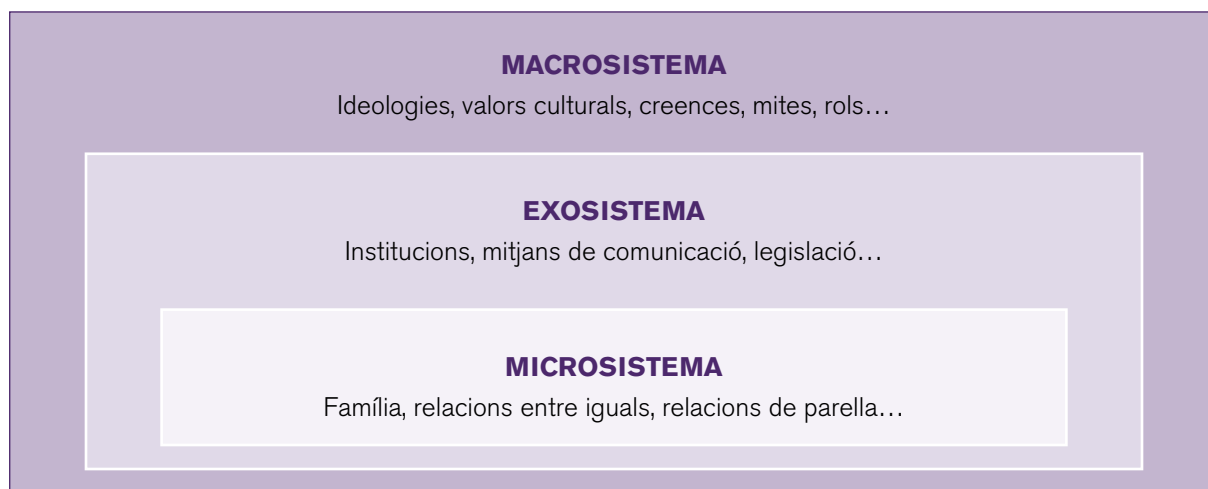 MACROSISTEMA
Ideologies, valors culturals, creences, mites, rols…
EXOSISTEMA
Institucions, mitjans de comunicació, legislació…
MICROSISTEMA
Família, relacions entre iguals, relacions de parella…